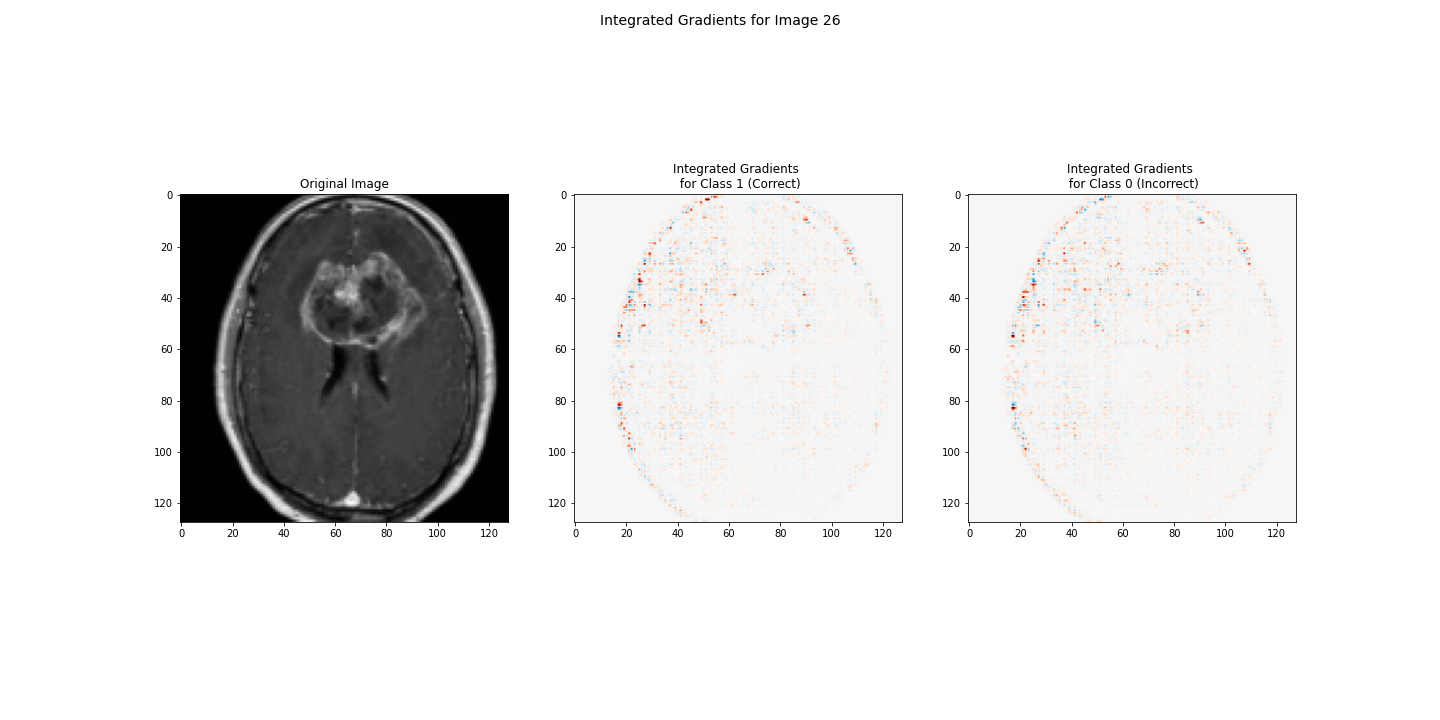 Integrated Gradients for Image 26
Original Image
0
20
40
60
80
100
120
0 20 40 60 80 100 120
Integrated Gradients
for Class 1 (Correct)
0
20
40
60
80
100
120
0 20 40 60 80 100 120
Integrated Gradients
for Class 0 (Incorrect)
0
20
40
60
80
100
120
0 20 40 60 80 100 120